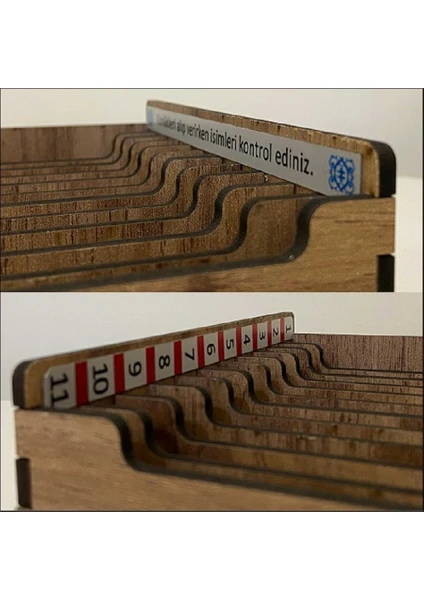 alıp verirken isimleri kontrol ediniz.
11 10 9 8 7 6 5 4 3 2 1